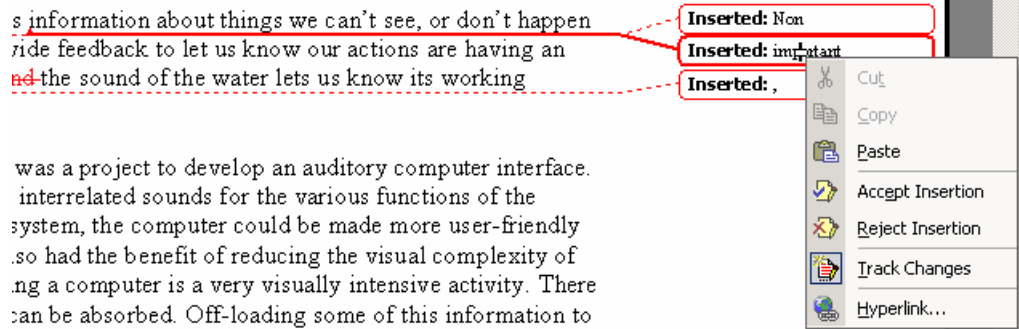 s information about things we can't see, or don't happen
vide feedback to let us know our actions are having an
nd the sound of the water lets us know its working
was a project to develop an auditory computer interface.
interrelated sounds for the various functions of the
system, the computer could be made more user-friendly
so had the benefit of reducing the visual complexity of
ng a computer is a very visually intensive activity. There
can be absorbed. Off-loading some of this information to
Inserted: Non
Inserted: important
Inserted: ,
Cut
Copy
Paste
Accept Insertion
Reject Insertion
Track Changes
Hyperlink...